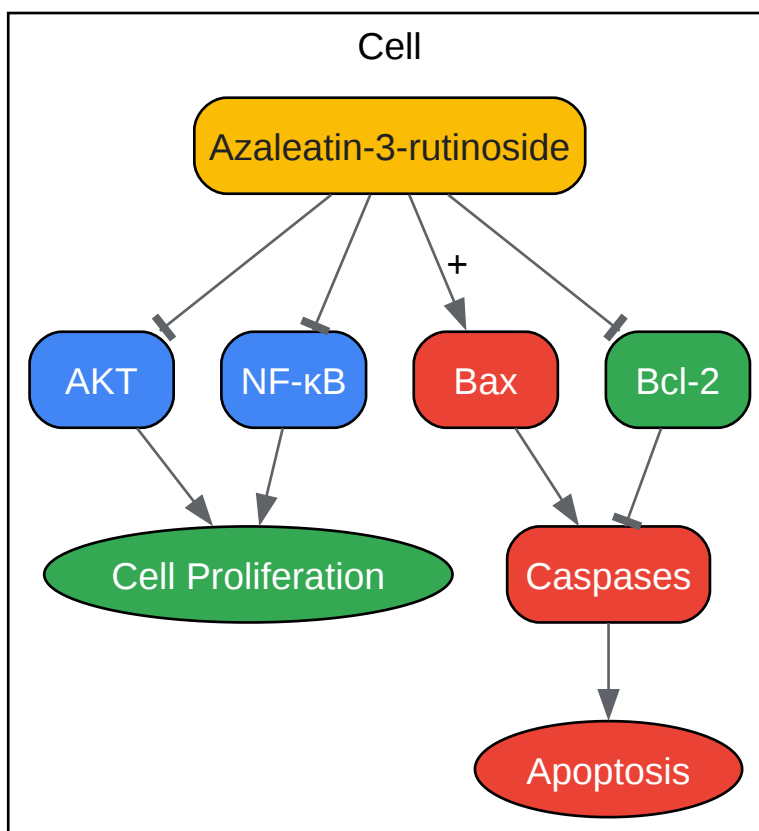 Cell
Azaleatin-3-rutinoside
+
AKT
NF-κB
Bax
Bcl-2
Cell Proliferation
Caspases
Apoptosis